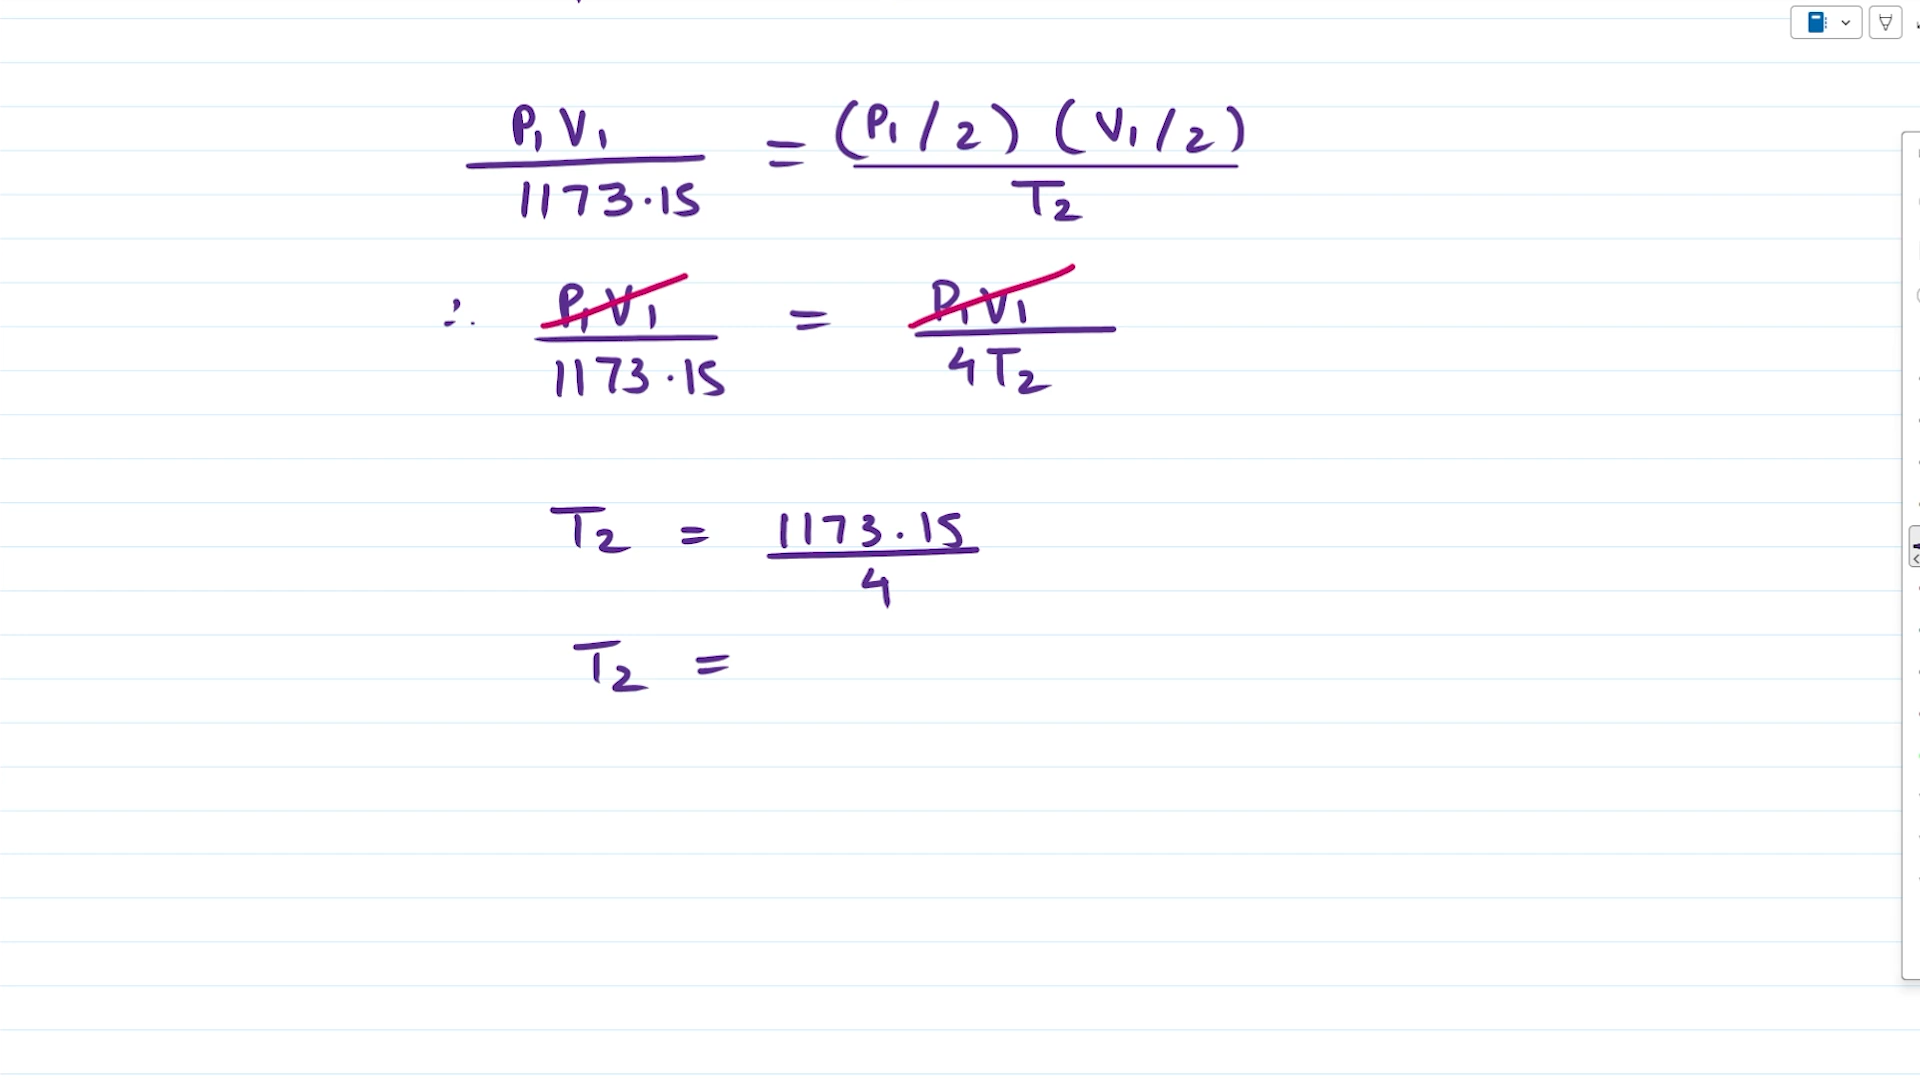 P₁V₁ / 1173.15 = (P₁/2) (V₁/2) / T₂
∴ P₁V₁ / 1173.15 = P₁V₁ / 4T₂
T₂ = 1173.15 / 4
T₂ =